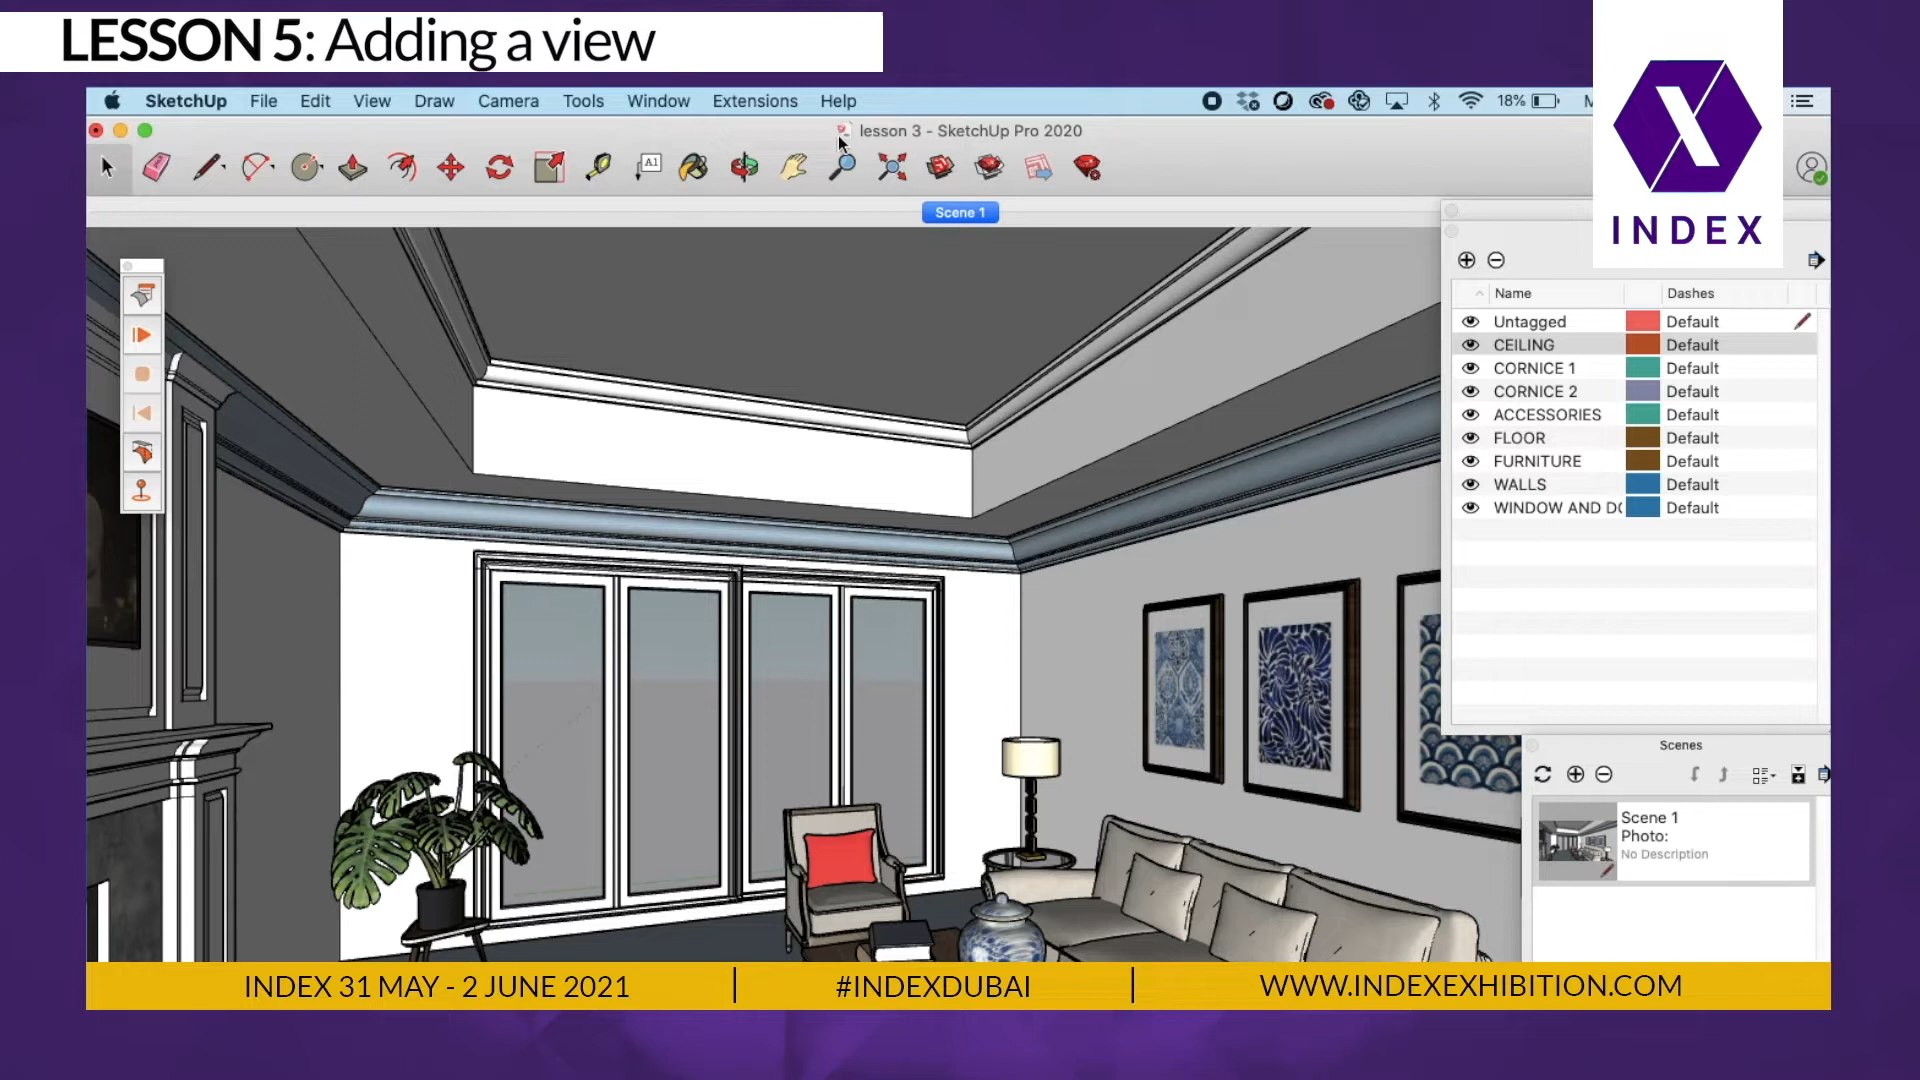 LESSON 5: Adding a view
SketchUp File Edit View Draw Camera Tools Window Extensions Help
18%
lesson 3 - SketchUp Pro 2020
A1
Scene 1
INDEX
Name Dashes
Untagged Default
CEILING Default
CORNICE 1 Default
CORNICE 2 Default
ACCESSORIES Default
FLOOR Default
FURNITURE Default
WALLS Default
WINDOW AND DO Default
Scenes
Scene 1
Photo:
No Description
INDEX 31 MAY - 2 JUNE 2021
#INDEXDUBAI
WWW.INDEXEXHIBITION.COM